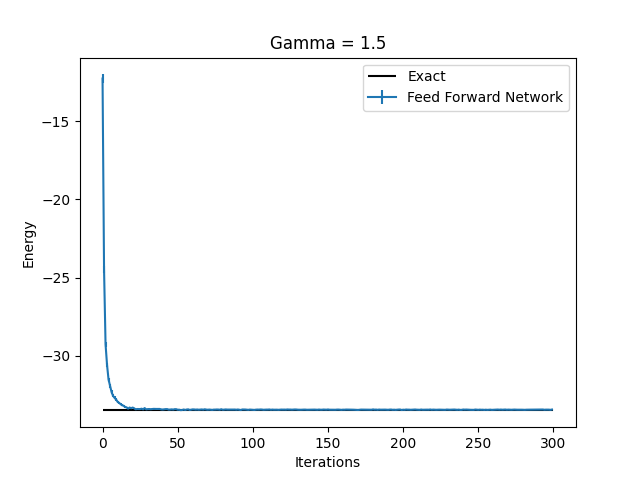 Gamma = 1.5
Exact
Feed Forward Network
Energy
−15
−20
−25
−30
0 50 100 150 200 250 300
Iterations